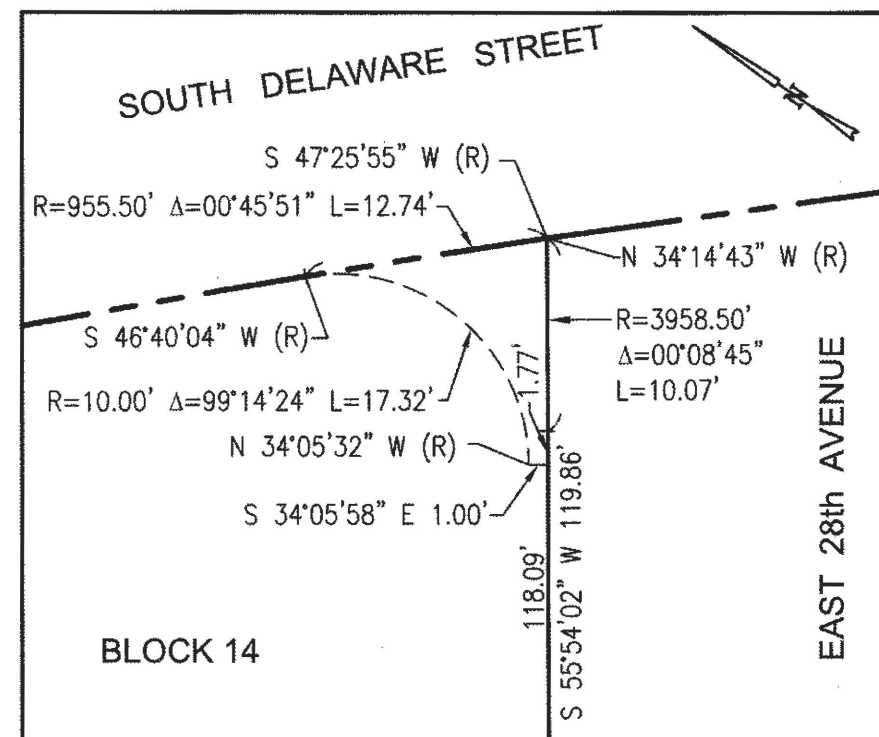 SOUTH DELAWARE STREET
N
S 47°25'55" W (R)
R=955.50' Δ=00°45'51" L=12.74'
N 34°14'43" W (R)
S 46°40'04" W (R)
R=3958.50'
Δ=00°08'45"
L=10.07'
1.77'
R=10.00' Δ=99°14'24" L=17.32'
N 34°05'32" W (R)
S 34°05'58" E 1.00'
118.09'
S 55°54'02" W 119.86'
EAST 28th AVENUE
BLOCK 14